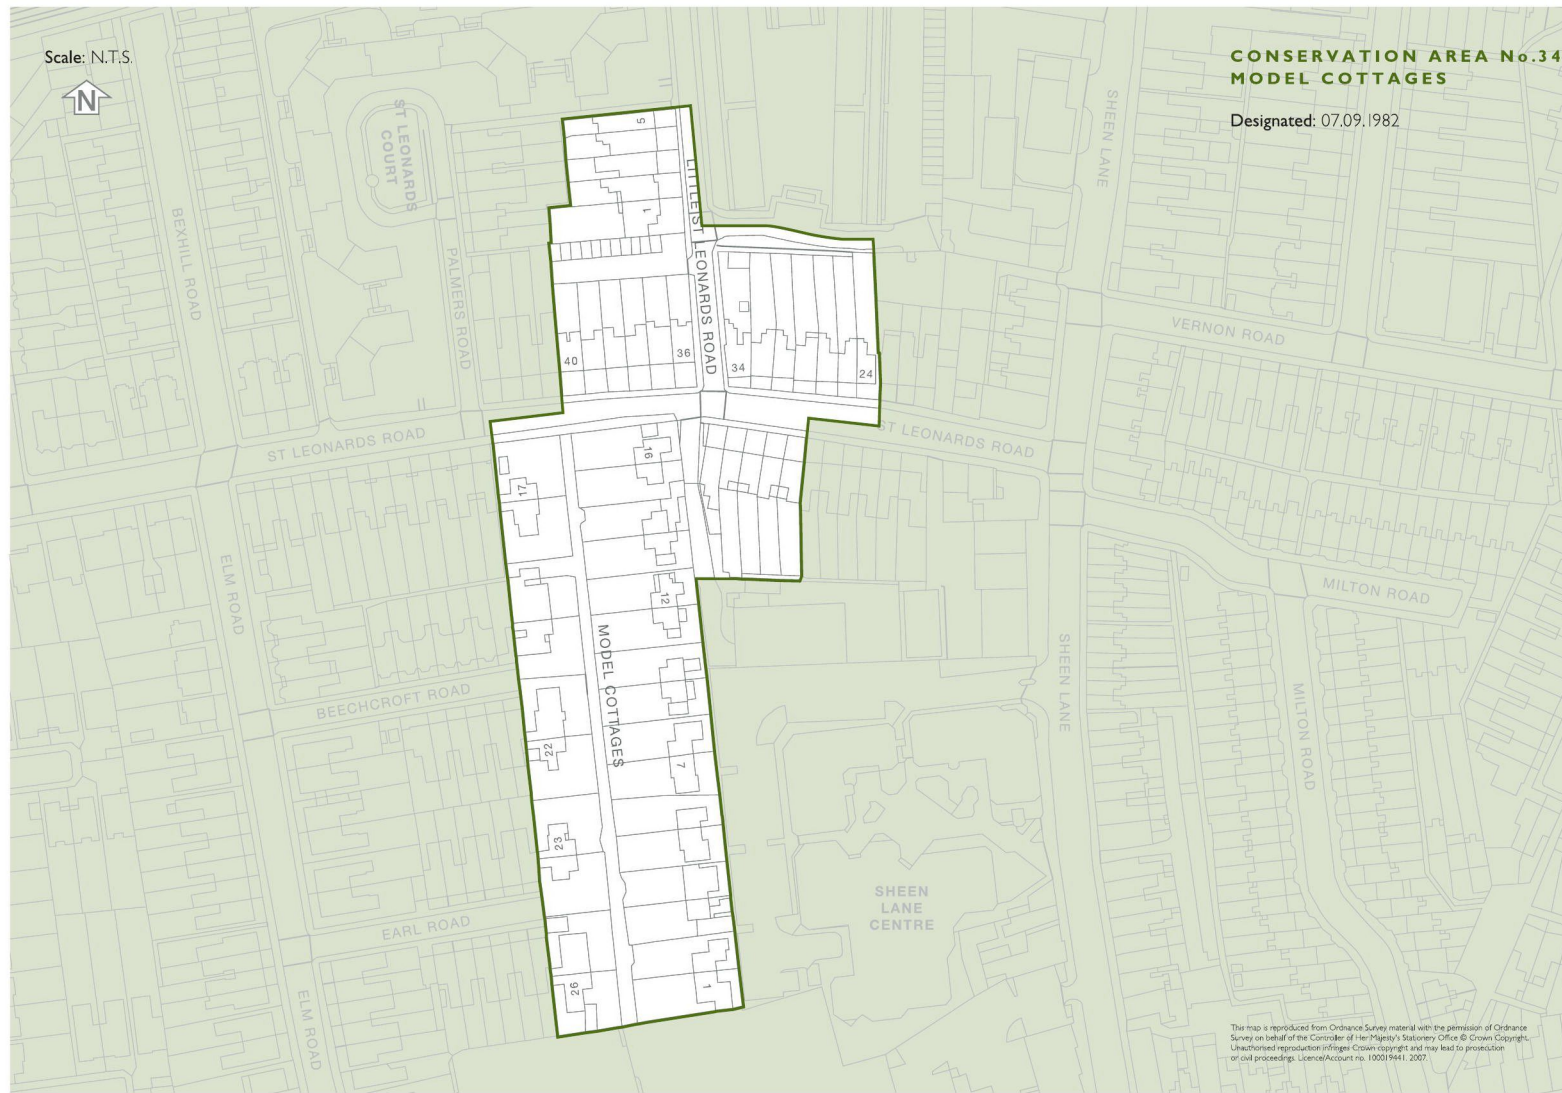 Scale: N.T.S.
N
CONSERVATION AREA No.34
MODEL COTTAGES
Designated: 07.09.1982
ST LEONARDS
COURT
BEXHILL ROAD
PALMERS ROAD
5
1
LITTLE ST LEONARDS ROAD
SHEEN LANE
VERNON ROAD
40
36
34
24
ST LEONARDS ROAD
ST LEONARDS ROAD
16
17
12
ELM ROAD
MODEL COTTAGES
MILTON ROAD
SHEEN LANE
BEECHCROFT ROAD
MILTON ROAD
22
7
23
SHEEN
LANE
CENTRE
EARL ROAD
26
1
ELM ROAD
This map is reproduced from Ordnance Survey material with the permission of Ordnance
Survey on behalf of the Controller of Her Majesty's Stationery Office © Crown Copyright.
Unauthorised reproduction infringes Crown copyright and may lead to prosecution
or civil proceedings. Licence/Account no. 100019441. 2007.